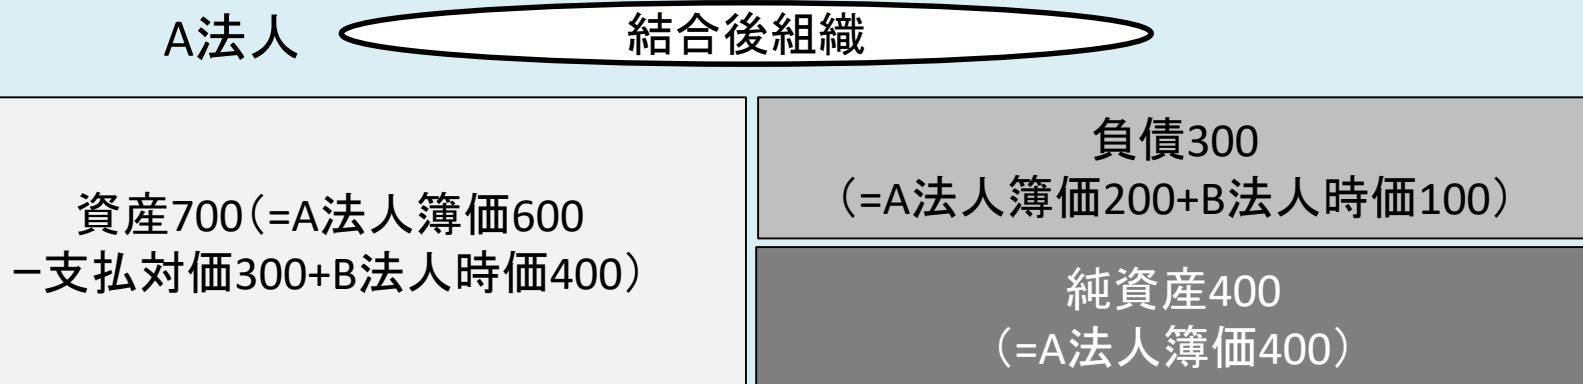 A法人
結合後組織
資産700(=A法人簿価600
－支払対価300+B法人時価400)
負債300
(=A法人簿価200+B法人時価100)
純資産400
(=A法人簿価400)